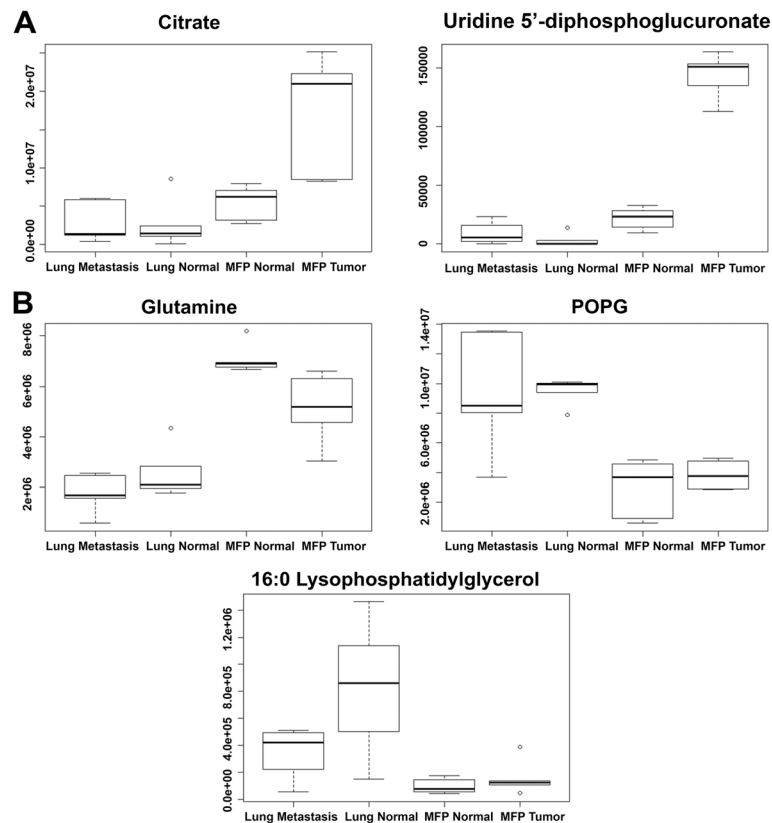 A
Citrate
Uridine 5'-diphosphoglucuronate
2.0e+07
1.0e+07
0.0e+00
Lung Metastasis Lung Normal MFP Normal MFP Tumor
150000
100000
50000
0
Lung Metastasis Lung Normal MFP Normal MFP Tumor
B
Glutamine
POPG
8e+06
6e+06
4e+06
2e+06
Lung Metastasis Lung Normal MFP Normal MFP Tumor
1.4e+07
1.0e+07
6.0e+06
2.0e+06
Lung Metastasis Lung Normal MFP Normal MFP Tumor
16:0 Lysophosphatidylglycerol
1.2e+06
8.0e+05
4.0e+05
0.0e+00
Lung Metastasis Lung Normal MFP Normal MFP Tumor